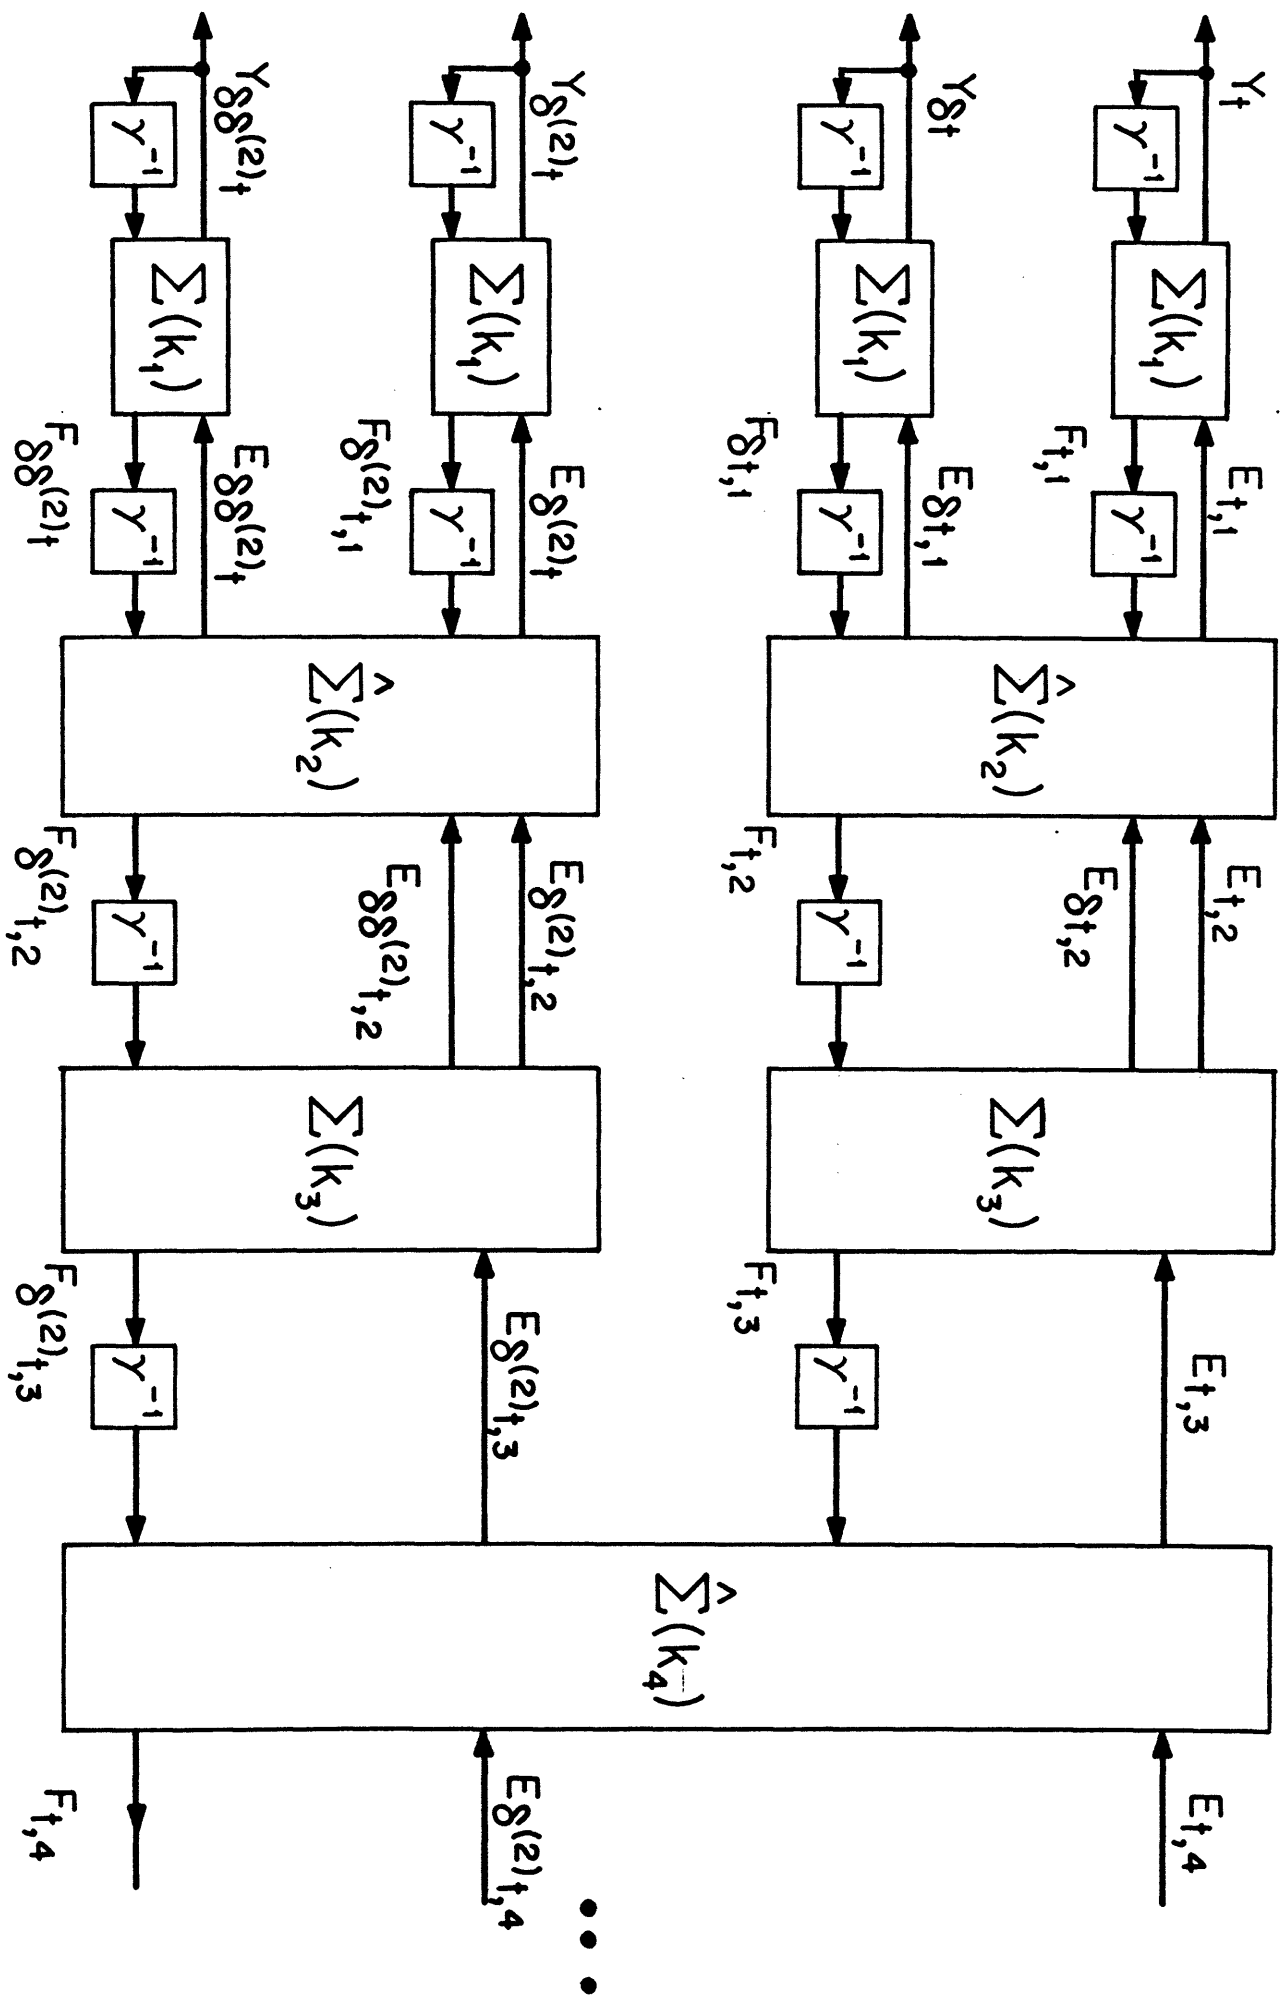 Y_t
γ^-1
Σ(k_1)
E_t,1
F_t,1
γ^-1
Y_δt
γ^-1
Σ(k_1)
E_δt,1
F_δt,1
γ^-1
Σ̂(k_2)
E_t,2
E_δt,2
F_t,2
γ^-1
Σ(k_3)
E_t,3
F_t,3
γ^-1
Y_δ^(2)t
γ^-1
Σ(k_1)
E_δ^(2)t
F_δ^(2)t,1
γ^-1
Y_δδ^(2)t
γ^-1
Σ(k_1)
E_δδ^(2)t
F_δδ^(2)t
γ^-1
Σ̂(k_2)
E_δ^(2)t,2
E_δδ^(2)t,2
F_δ^(2)t,2
γ^-1
Σ(k_3)
E_δ^(2)t,3
F_δ^(2)t,3
γ^-1
Σ̂(k_4)
E_t,4
E_δ^(2)t,4
F_t,4
•••